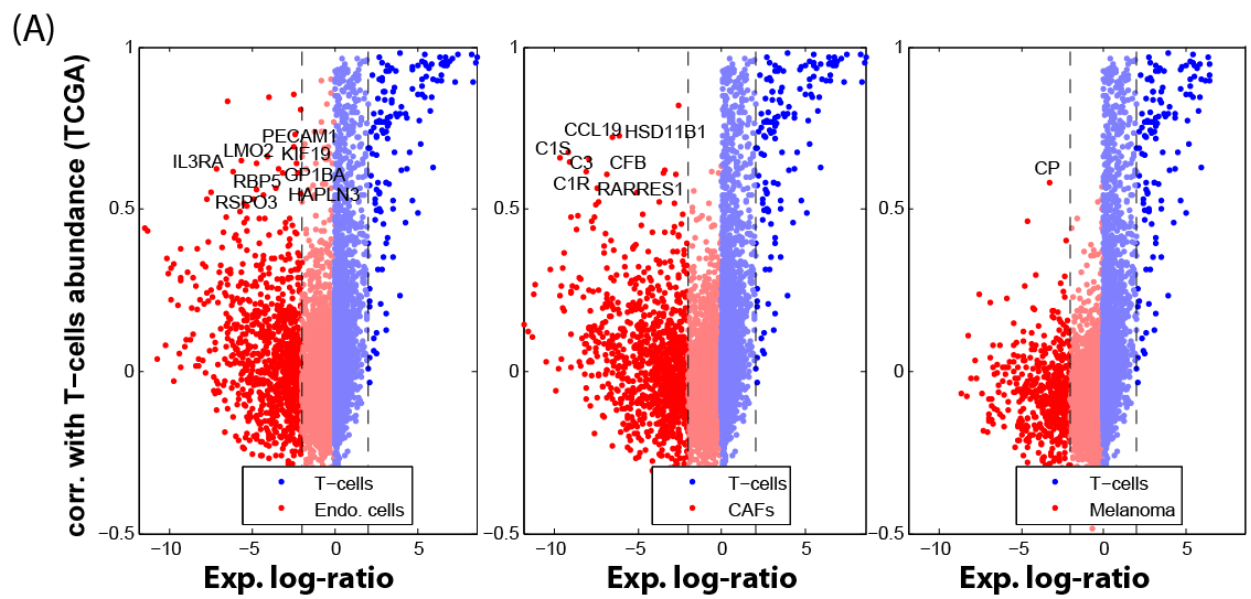 (A)
corr. with T-cells abundance (TCGA)
1
0.5
0
-0.5
PECAM1
LMO2 KIF19
IL3RA
GP1BA
RBP5
HAPLN3
RSPO3
T-cells
Endo. cells
-10 -5 0 5
Exp. log-ratio
1
0.5
0
-0.5
CCL19 HSD11B1
C1S
C3 CFB
C1R RARRES1
T-cells
CAFs
-10 -5 0 5
Exp. log-ratio
1
0.5
0
-0.5
CP
T-cells
Melanoma
-10 -5 0 5
Exp. log-ratio